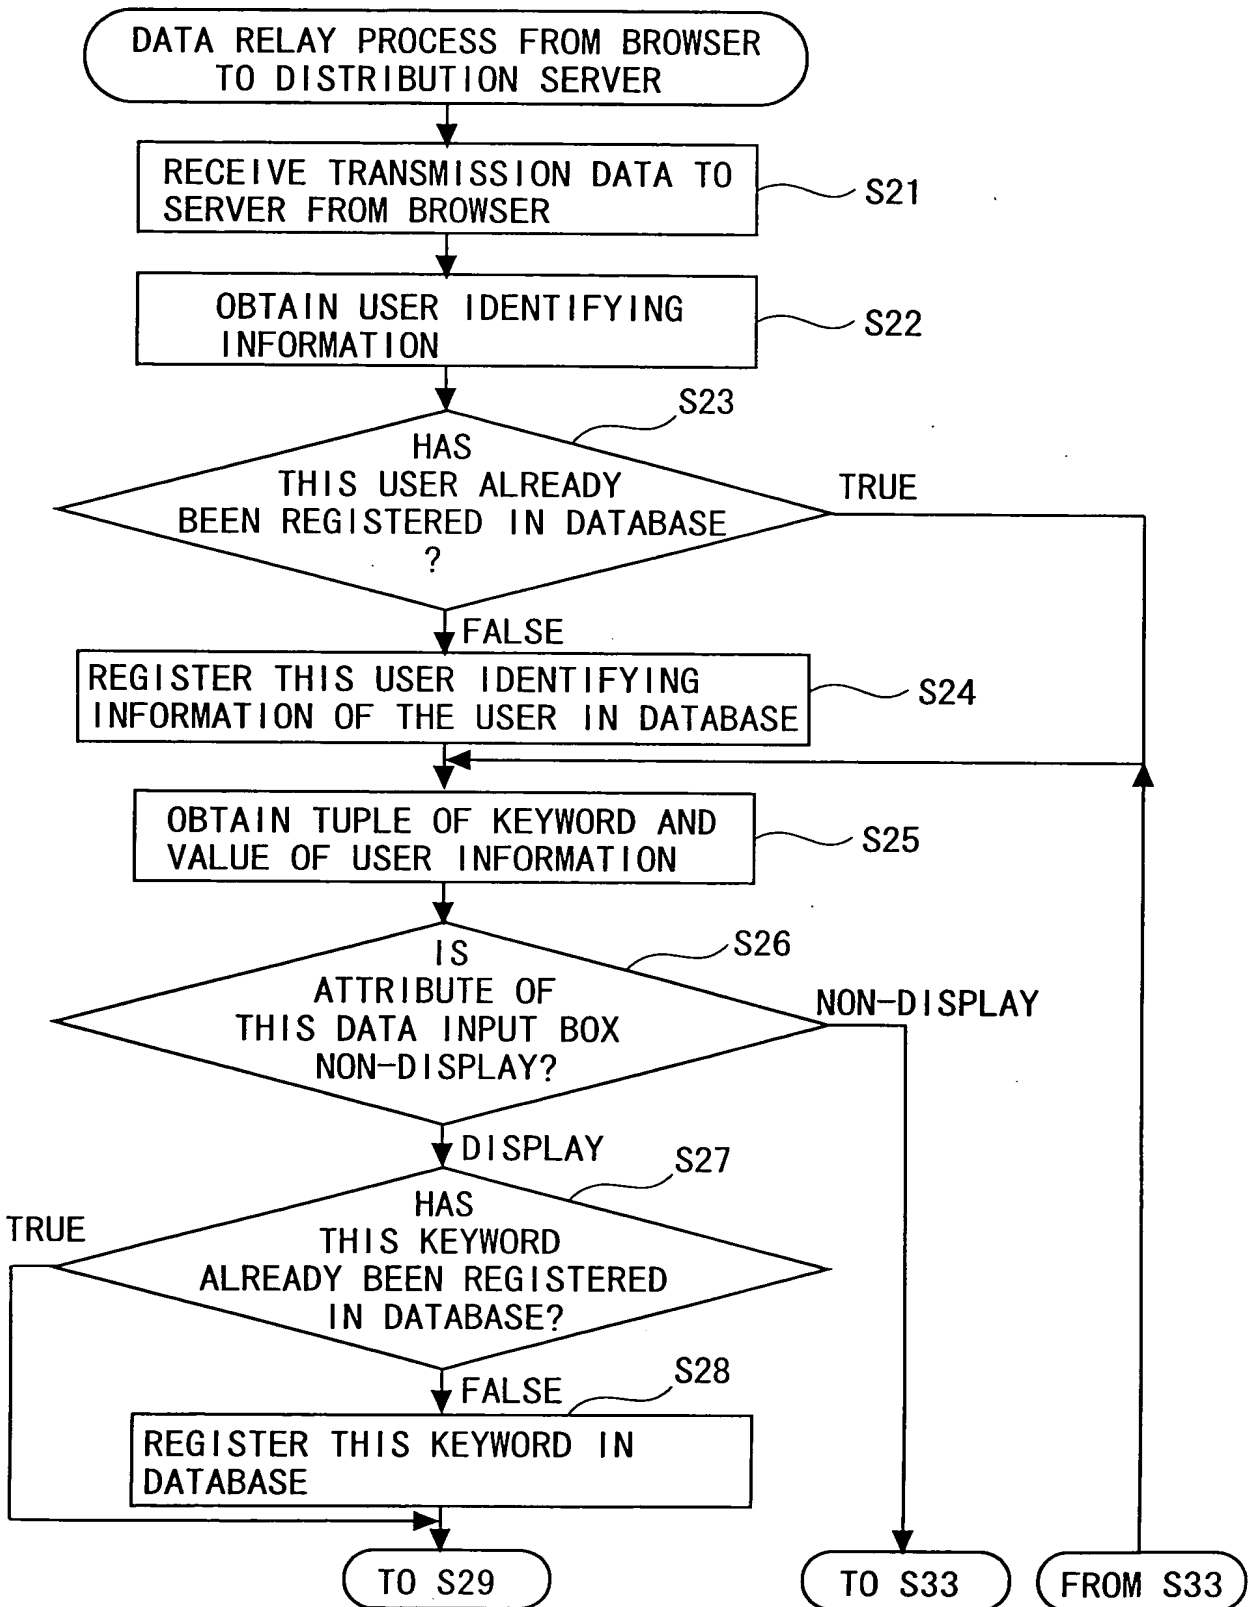 DATA RELAY PROCESS FROM BROWSER
TO DISTRIBUTION SERVER
RECEIVE TRANSMISSION DATA TO
SERVER FROM BROWSER
S21
OBTAIN USER IDENTIFYING
INFORMATION
S22
S23
HAS
THIS USER ALREADY
BEEN REGISTERED IN DATABASE
?
TRUE
FALSE
REGISTER THIS USER IDENTIFYING
INFORMATION OF THE USER IN DATABASE
S24
OBTAIN TUPLE OF KEYWORD AND
VALUE OF USER INFORMATION
S25
S26
IS
ATTRIBUTE OF
THIS DATA INPUT BOX
NON-DISPLAY?
NON-DISPLAY
DISPLAY
S27
HAS
THIS KEYWORD
ALREADY BEEN REGISTERED
IN DATABASE?
TRUE
FALSE
S28
REGISTER THIS KEYWORD IN
DATABASE
TO S29
TO S33
FROM S33